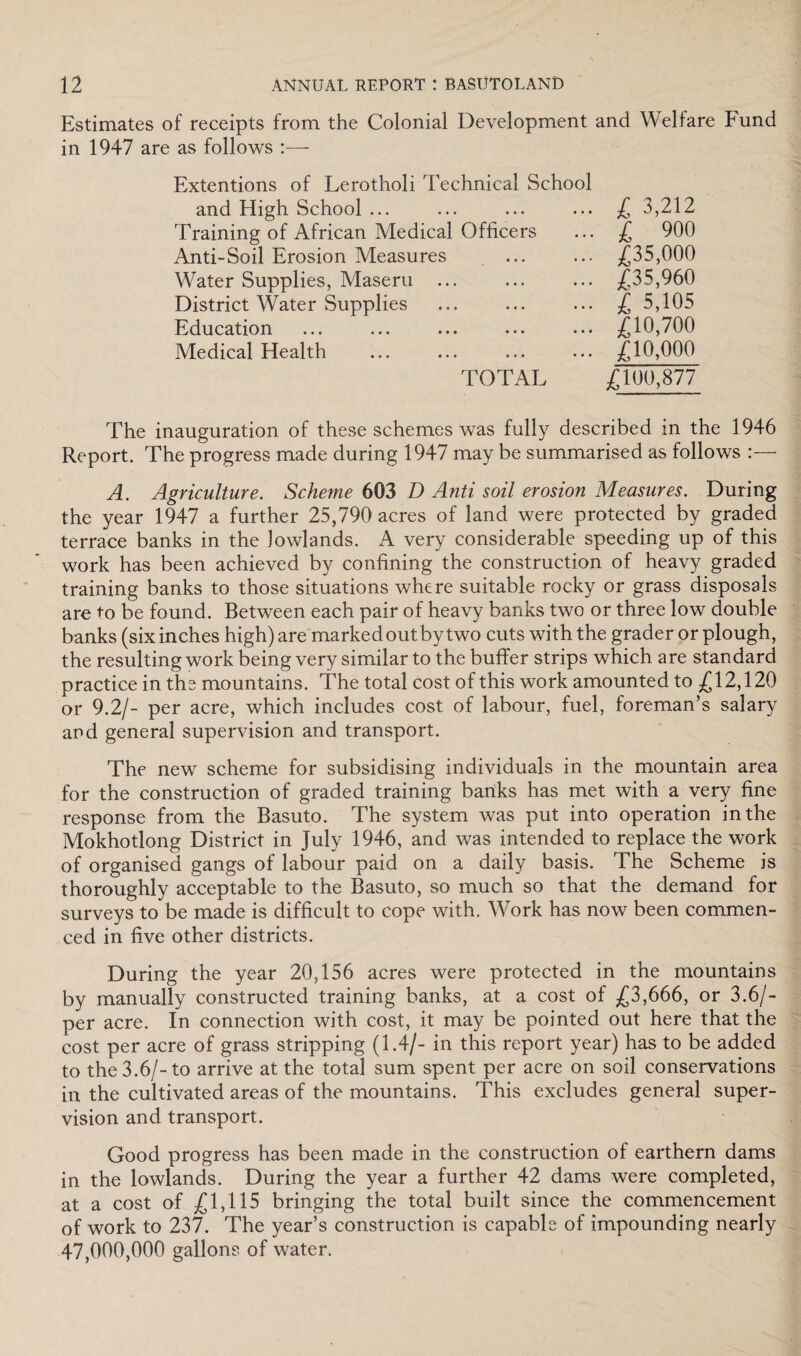 12 ANNUAL REPORT : BASUTOLAND
Estimates of receipts from the Colonial Development and Welfare Fund
in 1947 are as follows :—
Extentions of Lerotholi Technical School
and High School ... ... ... ... £ 3,212
Training of African Medical Officers ... £ 900
Anti-Soil Erosion Measures ... ... £35,000
Water Supplies, Maseru ... ... ... £35,960
District Water Supplies ... ... ... £ 5,105
Education ... ... ... ... ... £10,700
Medical Health ... ... ... ... £10,000
TOTAL £100,877
The inauguration of these schemes was fully described in the 1946
Report. The progress made during 1947 may be summarised as follows :—
A. Agriculture. Scheme 603 D Anti soil erosion Measures. During
the year 1947 a further 25,790 acres of land were protected by graded
terrace banks in the lowlands. A very considerable speeding up of this
work has been achieved by confining the construction of heavy graded
training banks to those situations where suitable rocky or grass disposals
are to be found. Between each pair of heavy banks two or three low double
banks (six inches high) are marked out by two cuts with the grader or plough,
the resulting work being very similar to the buffer strips which are standard
practice in the mountains. The total cost of this work amounted to £12,120
or 9.2/- per acre, which includes cost of labour, fuel, foreman's salary
and general supervision and transport.
The new scheme for subsidising individuals in the mountain area
for the construction of graded training banks has met with a very fine
response from the Basuto. The system was put into operation in the
Mokhotlong District in July 1946, and was intended to replace the work
of organised gangs of labour paid on a daily basis. The Scheme is
thoroughly acceptable to the Basuto, so much so that the demand for
surveys to be made is difficult to cope with. Work has now been commen-
ced in five other districts.
During the year 20,156 acres were protected in the mountains
by manually constructed training banks, at a cost of £3,666, or 3.6/-
per acre. In connection with cost, it may be pointed out here that the
cost per acre of grass stripping (1.4/- in this report year) has to be added
to the 3.6/- to arrive at the total sum spent per acre on soil conservations
in the cultivated areas of the mountains. This excludes general super-
vision and transport.
Good progress has been made in the construction of earthern dams
in the lowlands. During the year a further 42 dams were completed,
at a cost of £1,115 bringing the total built since the commencement
of work to 237. The year's construction is capable of impounding nearly
47,000,000 gallons of water.